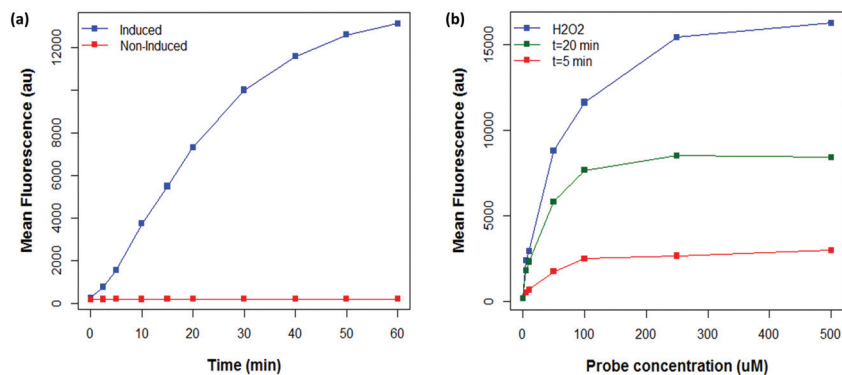 (a)
Induced
Non-Induced
Mean Fluorescence (au)
12000
8000
6000
4000
2000
0
0 10 20 30 40 50 60
Time (min)
(b)
H2O2
t=20 min
t=5 min
Mean Fluorescence (au)
15000
10000
5000
0
0 100 200 300 400 500
Probe concentration (uM)